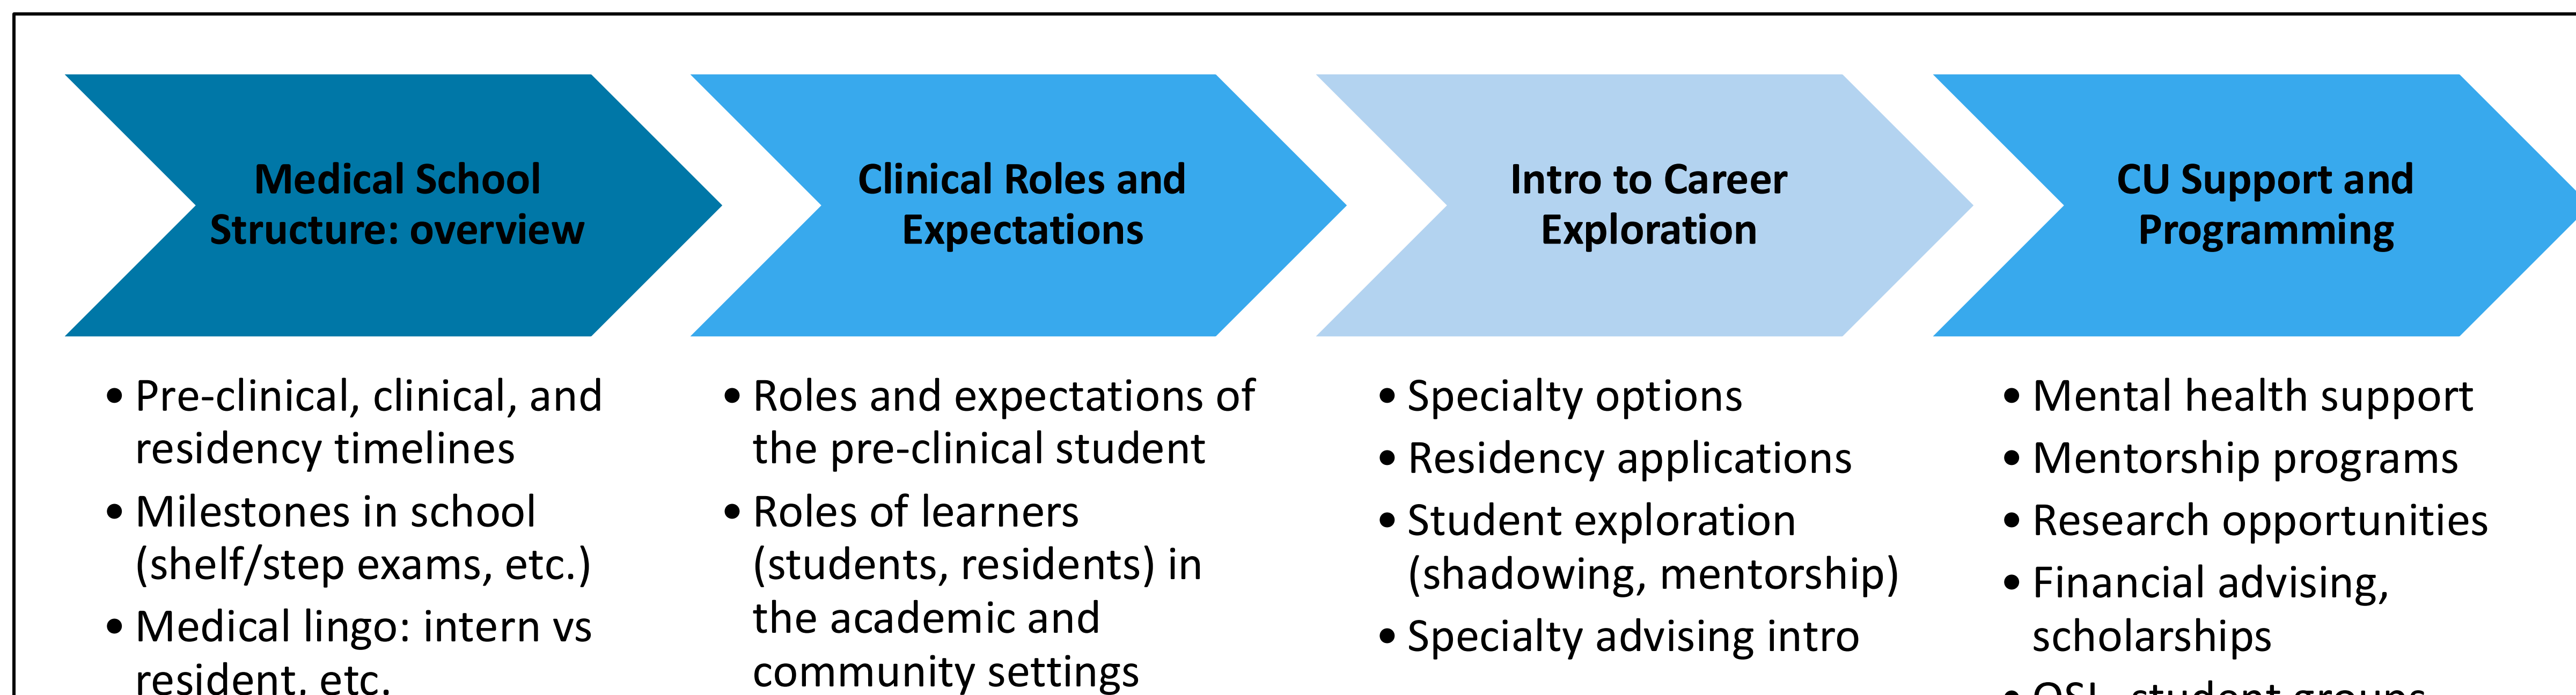 Medical School
Structure: overview
• Pre-clinical, clinical, and
residency timelines
• Milestones in school
(shelf/step exams, etc.)
• Medical lingo: intern vs
resident, etc.
Clinical Roles and
Expectations
• Roles and expectations of
the pre-clinical student
• Roles of learners
(students, residents) in
the academic and
community settings
Intro to Career
Exploration
• Specialty options
• Residency applications
• Student exploration
(shadowing, mentorship)
• Specialty advising intro
CU Support and
Programming
• Mental health support
• Mentorship programs
• Research opportunities
• Financial advising,
scholarships
• student groups